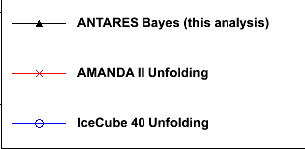 ANTARES Bayes (this analysis)
AMANDA II Unfolding
IceCube 40 Unfolding